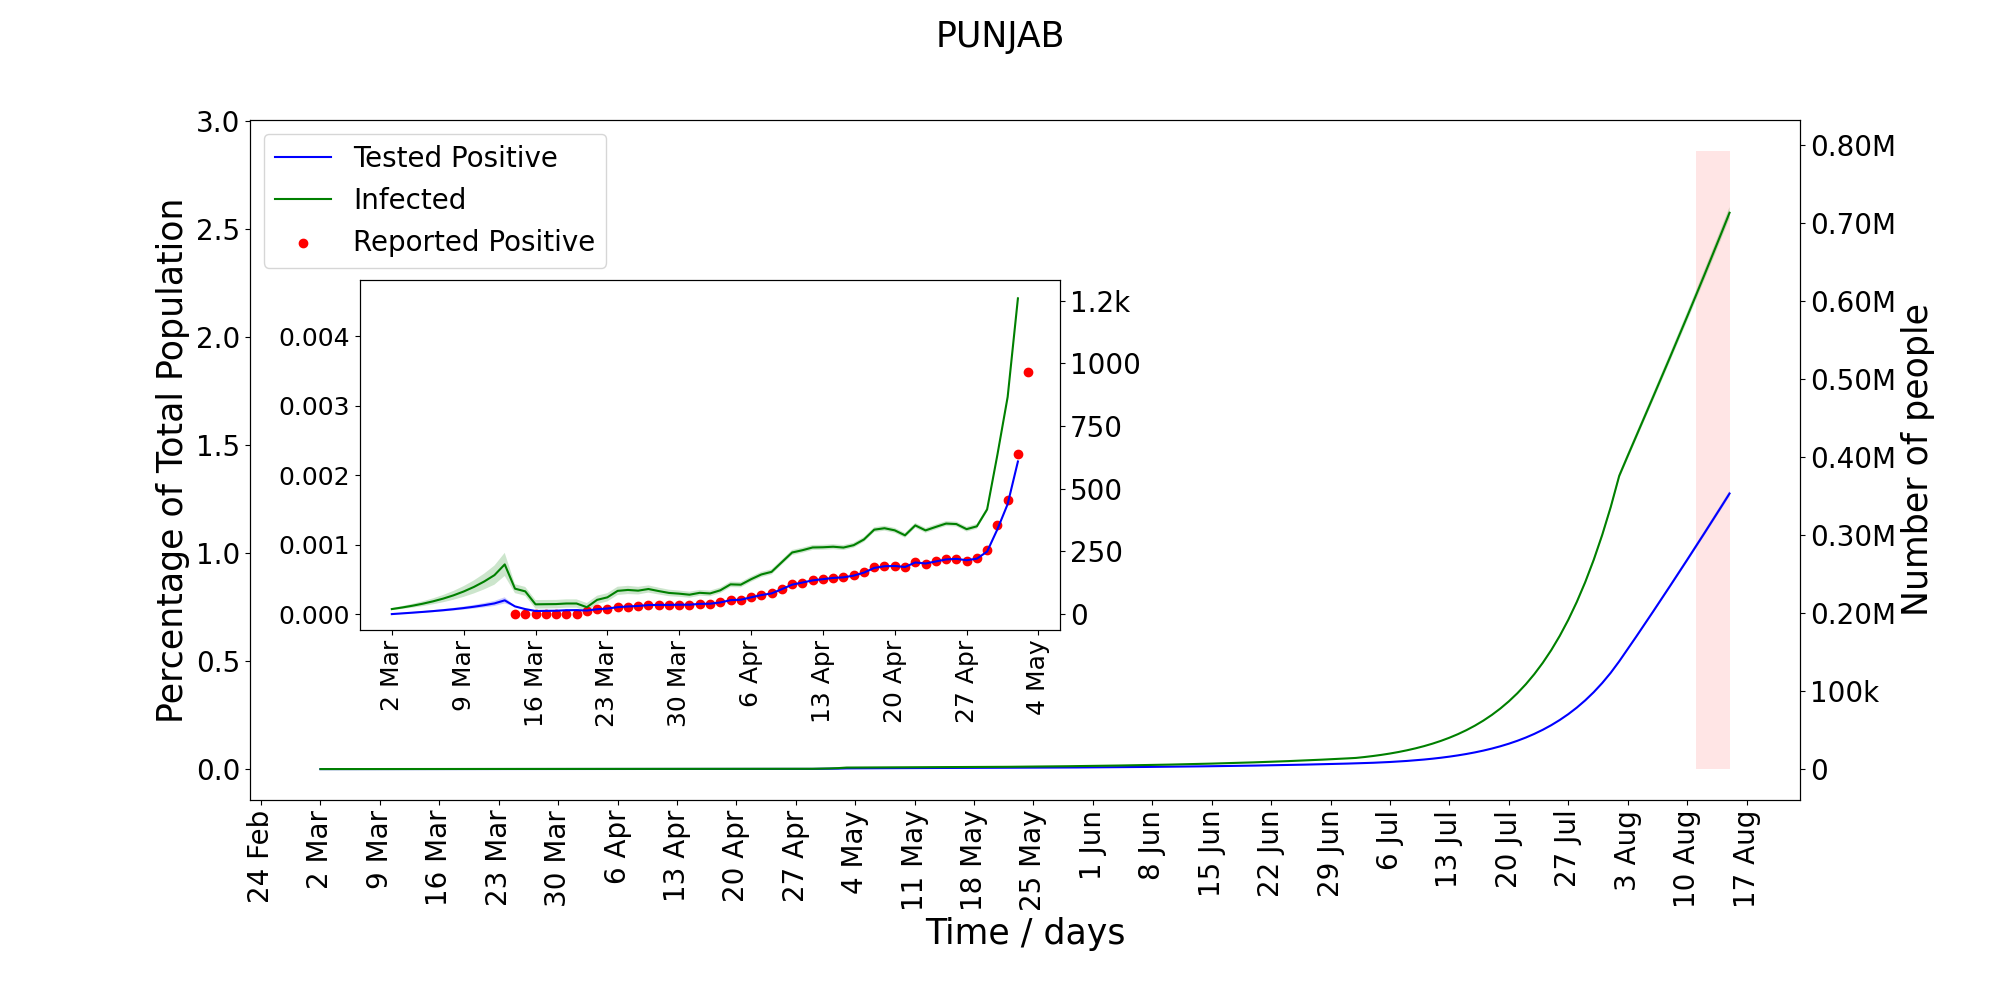 PUNJAB
Percentage of Total Population
3.0
2.5
2.0
1.5
1.0
0.5
0.0
Tested Positive
Infected
Reported Positive
0.004
0.003
0.002
0.001
0.000
1.2k
1000
750
500
250
0
2 Mar
9 Mar
16 Mar
23 Mar
30 Mar
6 Apr
13 Apr
20 Apr
27 Apr
4 May
0.80M
0.70M
0.60M
0.50M
0.40M
0.30M
0.20M
100k
0
Number of people
24 Feb
2 Mar
9 Mar
16 Mar
23 Mar
30 Mar
6 Apr
13 Apr
20 Apr
27 Apr
4 May
11 May
18 May
25 May
1 Jun
8 Jun
15 Jun
22 Jun
29 Jun
6 Jul
13 Jul
20 Jul
27 Jul
3 Aug
10 Aug
17 Aug
Time / days